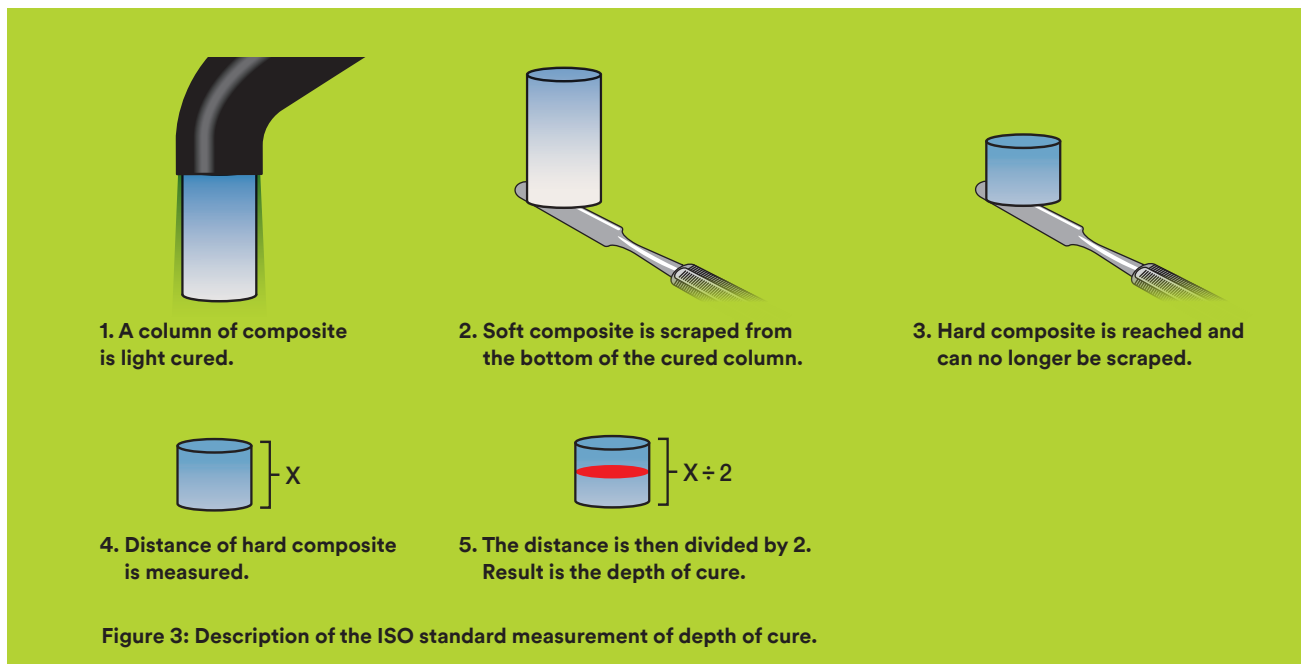 1. A column of composite
is light cured.
2. Soft composite is scraped from
the bottom of the cured column.
3. Hard composite is reached and
can no longer be scraped.
X
4. Distance of hard composite
is measured.
X ÷ 2
5. The distance is then divided by 2.
Result is the depth of cure.
Figure 3: Description of the ISO standard measurement of depth of cure.